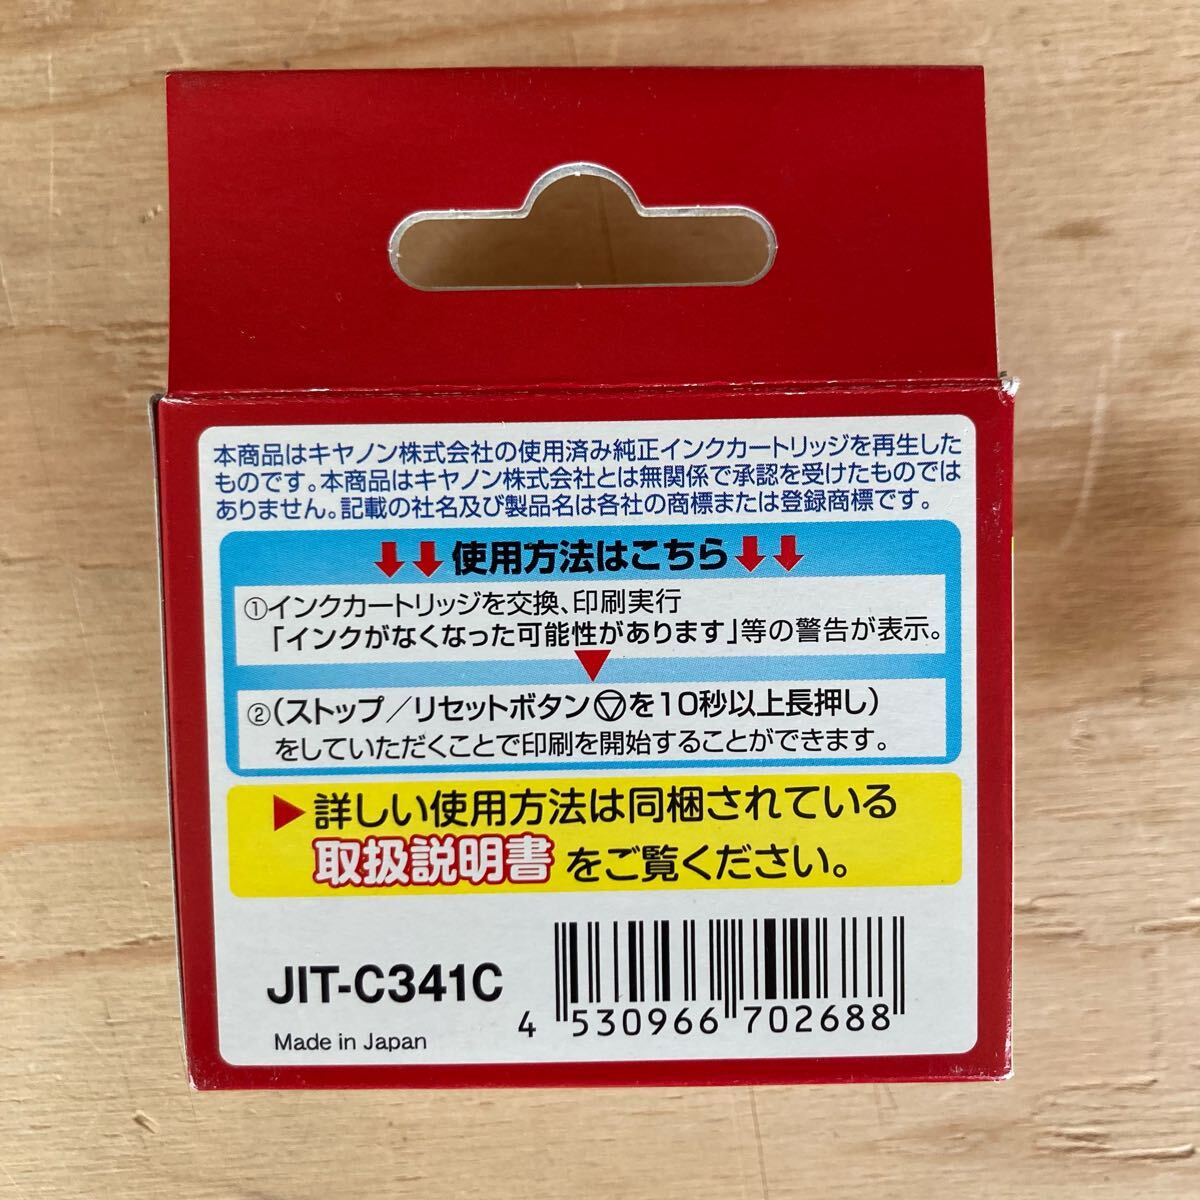 本商品はキヤノン株式会社の使用済み純正インクカートリッジを再生した
ものです。本商品はキヤノン株式会社とは無関係で承認を受けたものでは
ありません。記載の社名及び製品名は各社の商標または登録商標です。
使用方法はこちら
①インクカートリッジを交換、印刷実行
「インクがなくなった可能性があります」等の警告が表示。
②(ストップ/リセットボタンを10秒以上長押し)
をしていただくことで印刷を開始することができます。
▶詳しい使用方法は同梱されている
取扱説明書をご覧ください。
JIT-C341C
Made in Japan
4 530966 702688